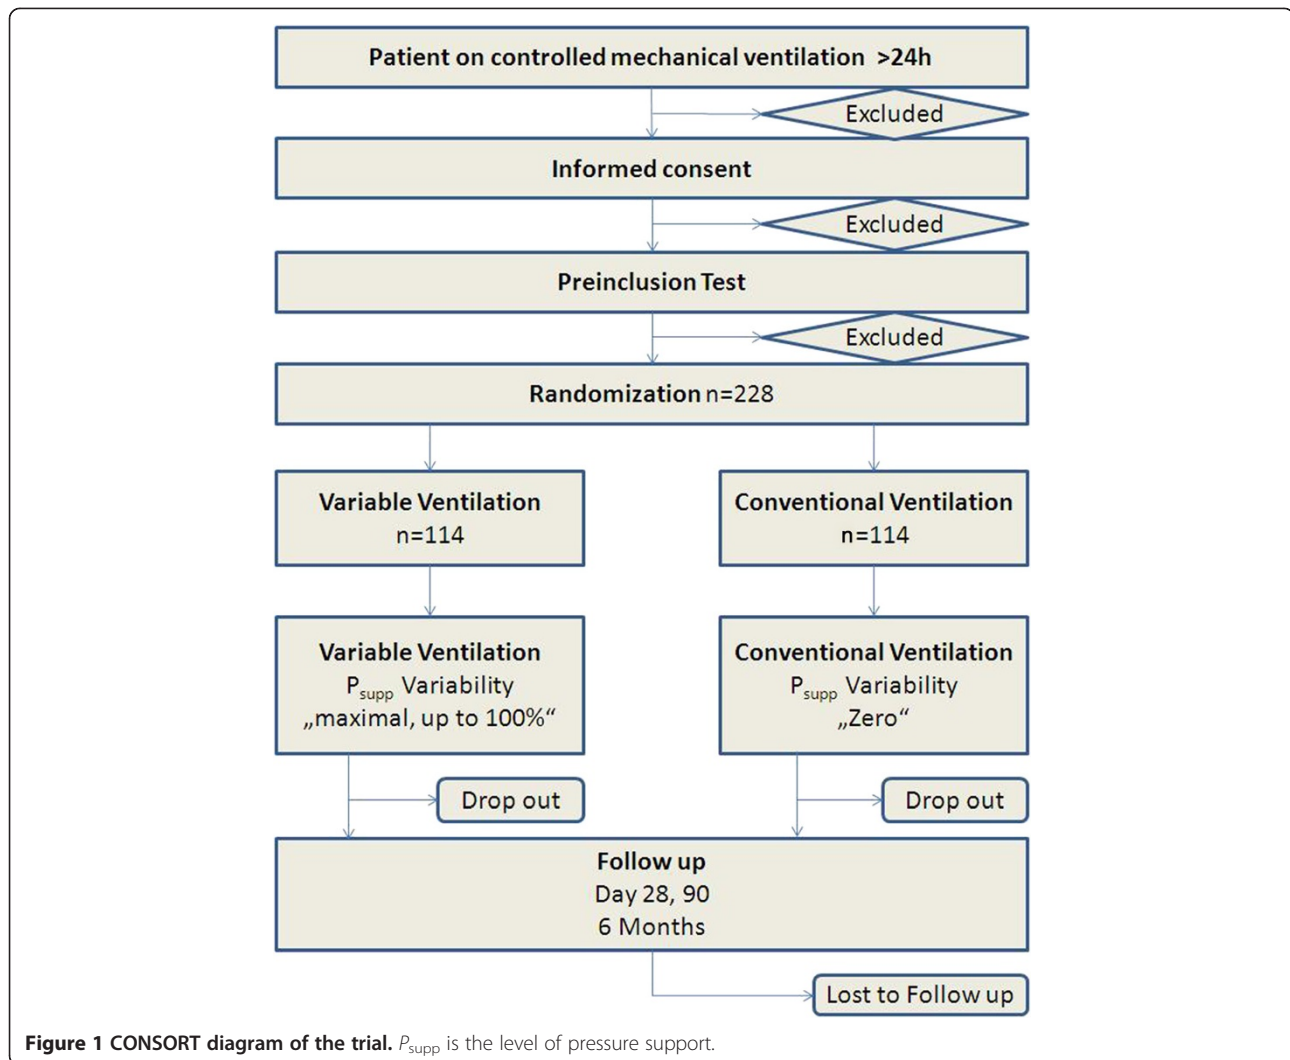 Patient on controlled mechanical ventilation >24h
Excluded
Informed consent
Excluded
Preinclusion Test
Excluded
Randomization n=228
Variable Ventilation
n=114
Conventional Ventilation
n=114
Variable Ventilation
Psupp Variability
„maximal, up to 100%“
Conventional Ventilation
Psupp Variability
„Zero“
Drop out
Drop out
Follow up
Day 28, 90
6 Months
Lost to Follow up
Figure 1 CONSORT diagram of the trial. Psupp is the level of pressure support.